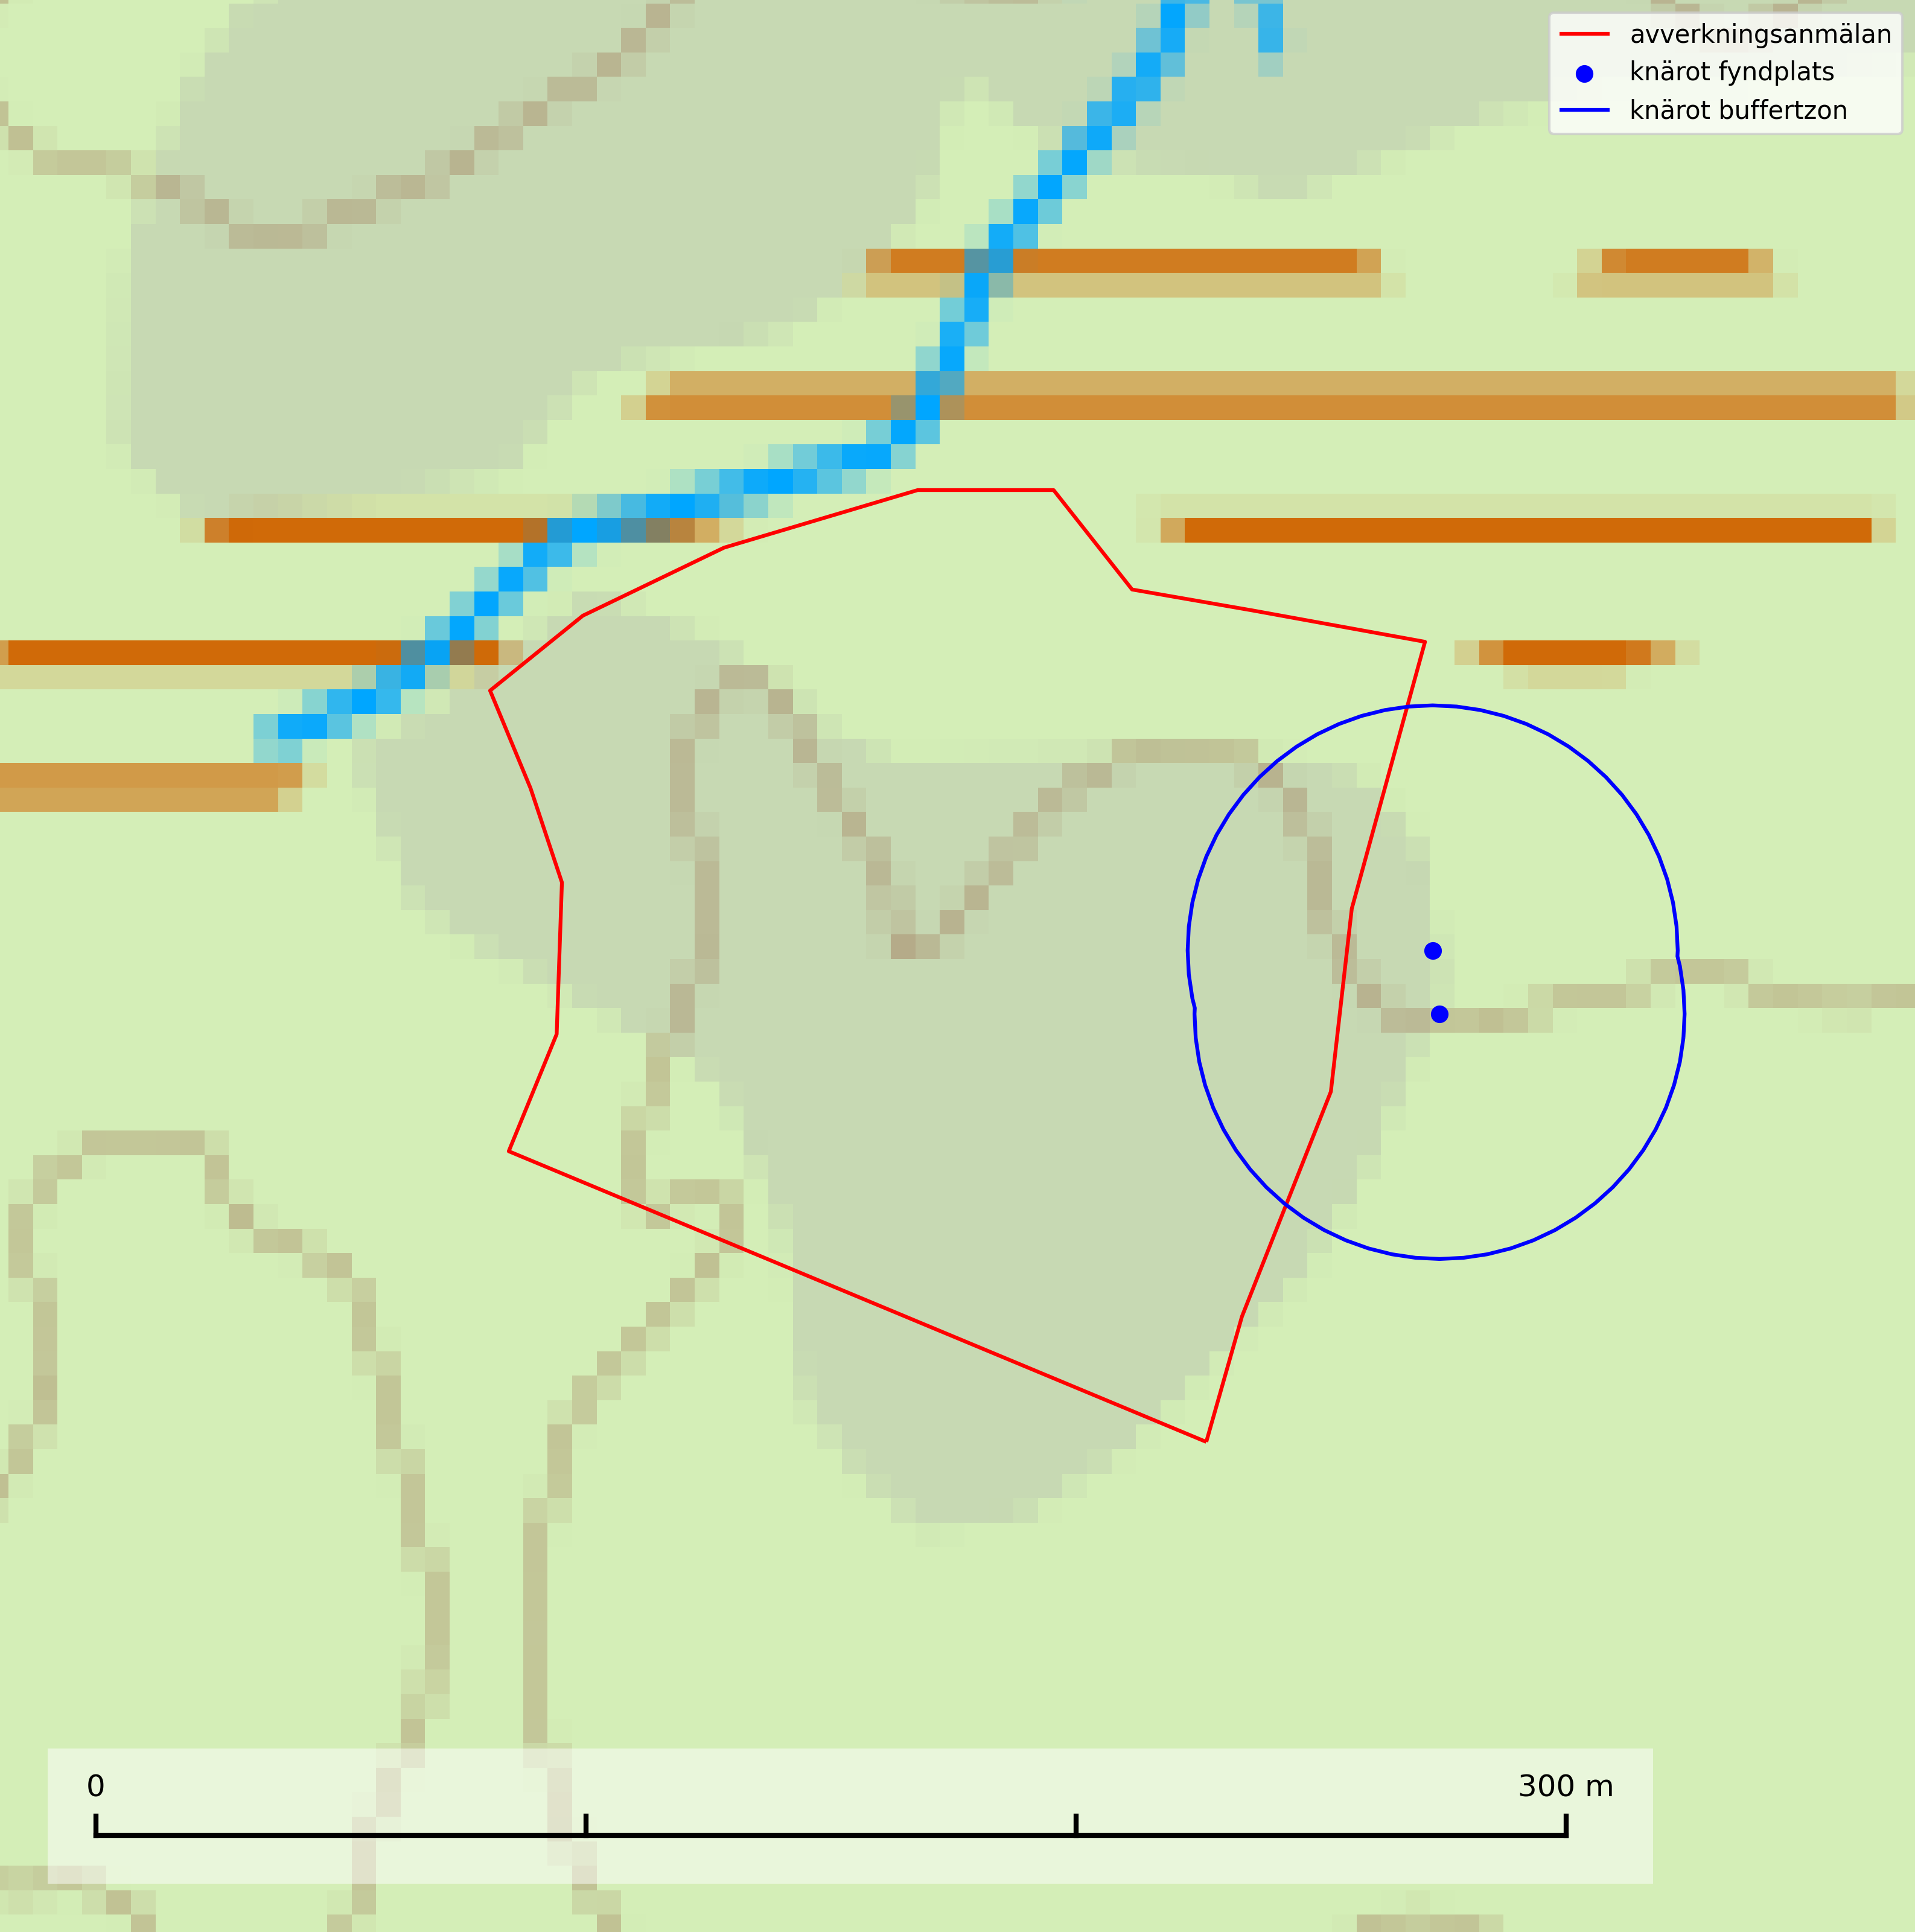 avverkningsanmälan
knärot fyndplats
knärot buffertzon
0 300 m